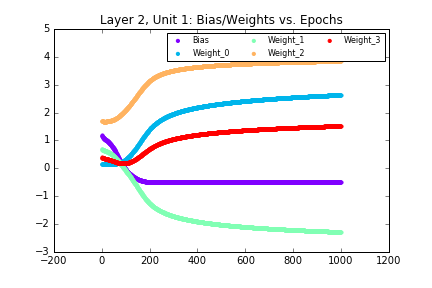 Layer 2, Unit 1: Bias/Weights vs. Epochs
5
4
3
2
1
0
−1
−2
−3
Bias Weight_1 Weight_3
Weight_0 Weight_2
−200 0 200 400 600 800 1000 1200